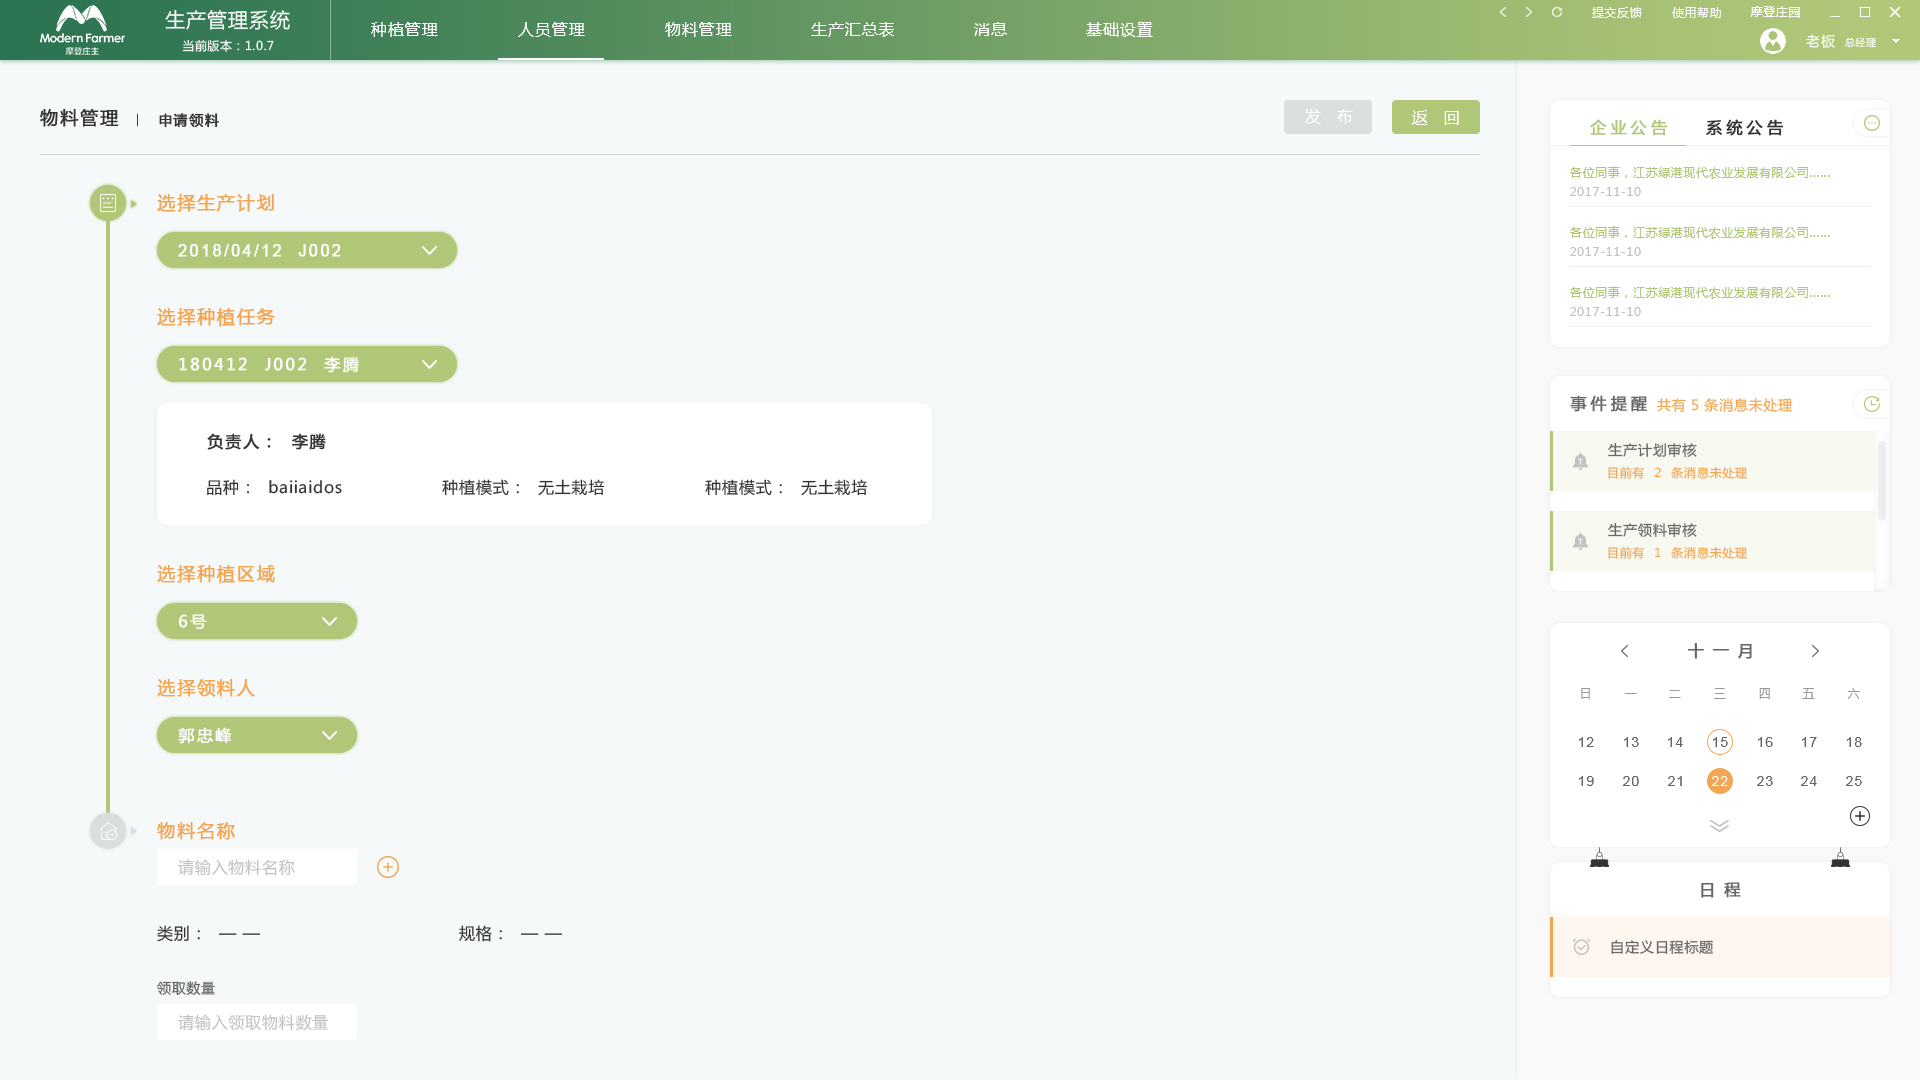 Modern Farmer
摩登庄主
生产管理系统
当前版本：1.0.7
种植管理
人员管理
物料管理
生产汇总表
消息
基础设置
提交反馈
使用帮助
摩登庄园
老板 总经理
物料管理 | 申请领料
发 布
返 回
选择生产计划
2018/04/12 J002
选择种植任务
180412 J002 李腾
负责人： 李腾
品种： baiiaidos 种植模式： 无土栽培 种植模式： 无土栽培
选择种植区域
6号
选择领料人
郭忠峰
物料名称
请输入物料名称
类别： — — 规格： — —
领取数量
请输入领取物料数量
企业公告 系统公告
各位同事，江苏绿港现代农业发展有限公司......
2017-11-10
各位同事，江苏绿港现代农业发展有限公司......
2017-11-10
各位同事，江苏绿港现代农业发展有限公司......
2017-11-10
事件提醒 共有 5 条消息未处理
生产计划审核
目前有 2 条消息未处理
生产领料审核
目前有 1 条消息未处理
十一月
日 一 二 三 四 五 六
12 13 14 15 16 17 18
19 20 21 22 23 24 25
日 程
自定义日程标题